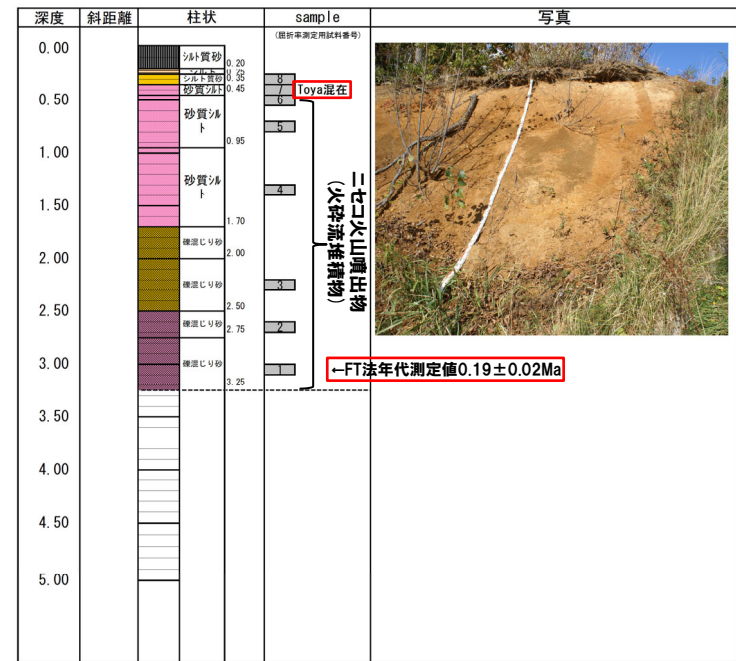 深度 斜距離 柱状 sample 写真
(屈折率測定用試料番号)
0.00
シルト質砂
0.20
シルト
0.25
シルト質砂
0.35
8
砂質シルト
0.45
7
Toya混在
0.50
6
砂質シルト
5
0.95
1.00
砂質シルト
4
1.50
1.70
礫混じり砂
2.00
2.00
礫混じり砂
3
2.50
2.50
礫混じり砂
2.75
2
3.00
礫混じり砂
1
←FT法年代測定値0.19±0.02Ma
3.25
ニセコ火山噴出物
(火砕流堆積物)
3.50
4.00
4.50
5.00